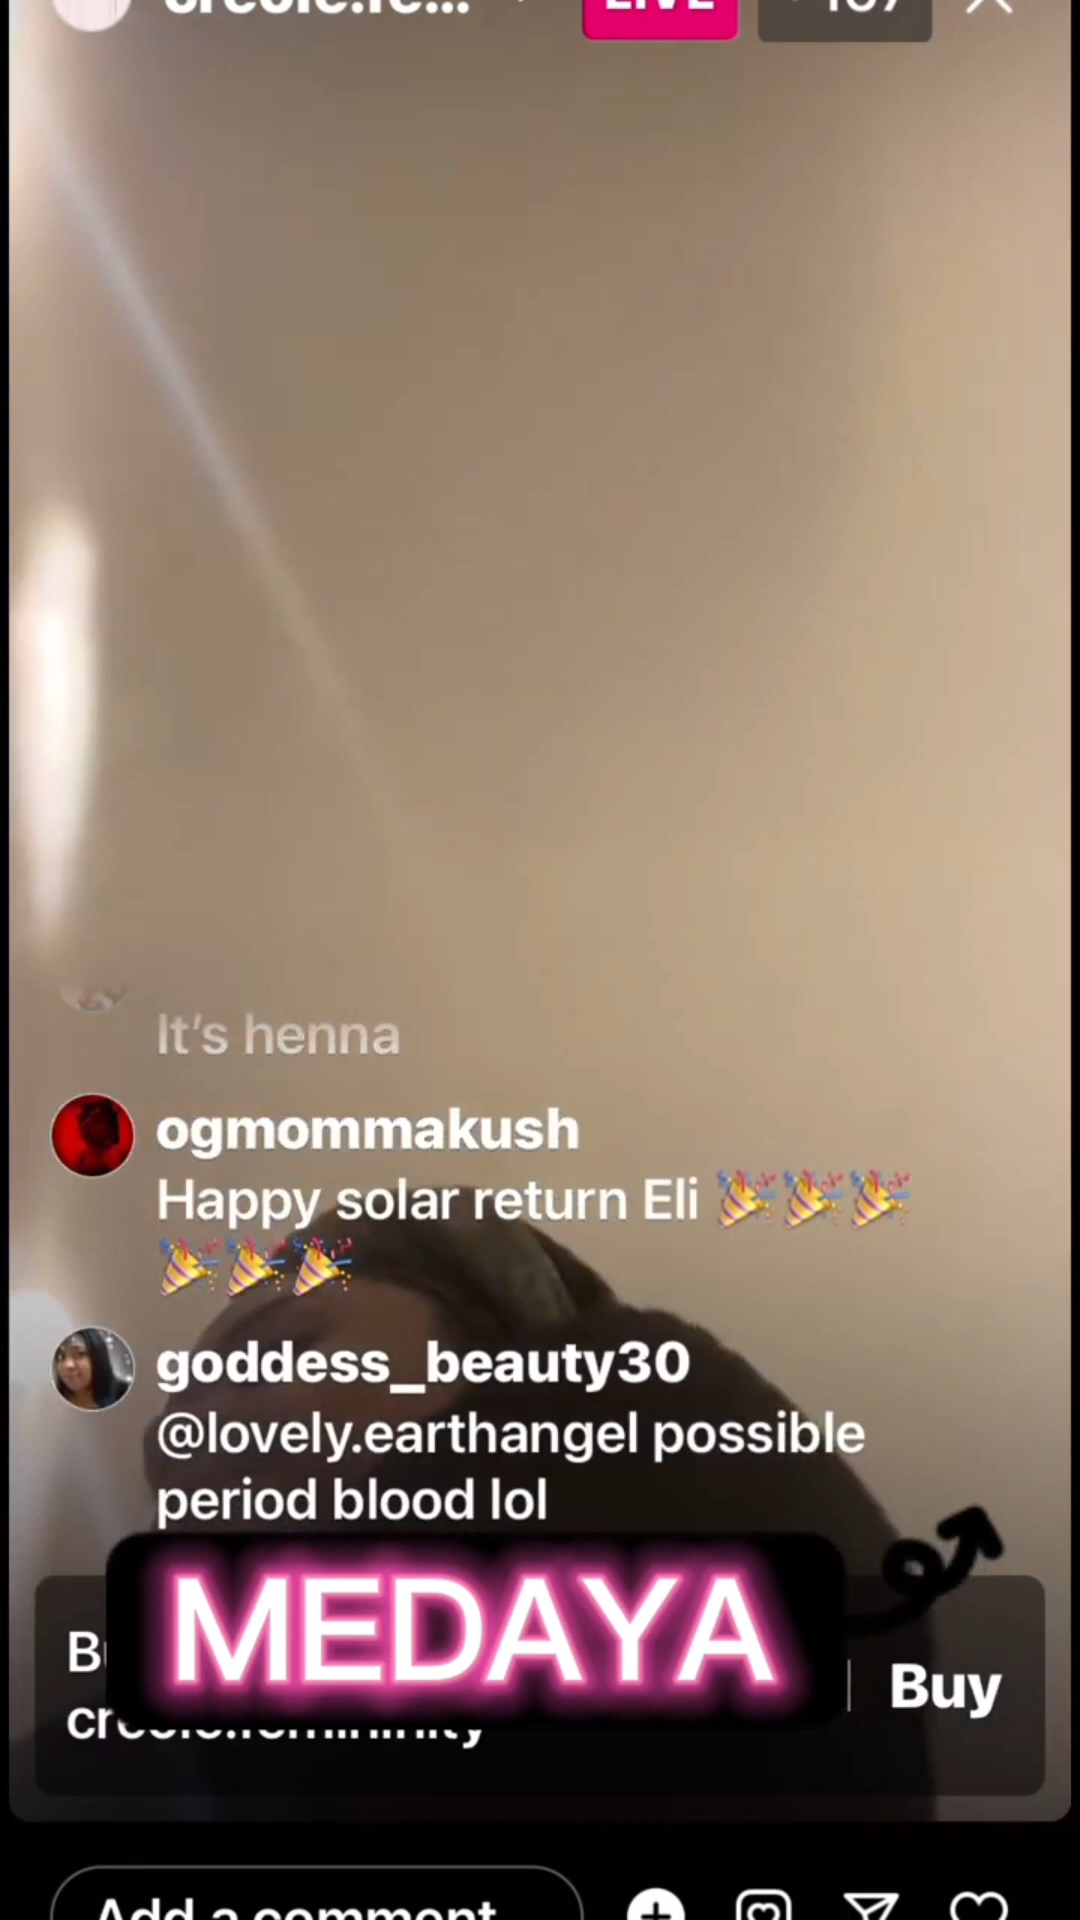 LIVE
It's henna
ogmommakush
Happy solar return Eli 🎉🎉🎉
🎉🎉🎉
goddess_beauty30
@lovely.earthangel possible
period blood lol
MEDAYA
Buy
Add a comment